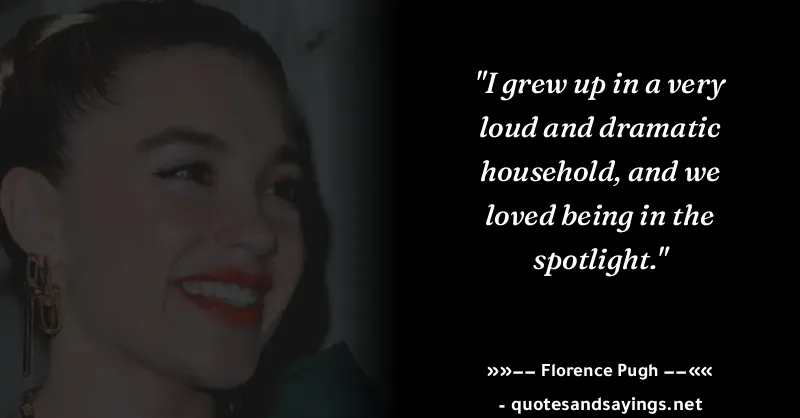 "I grew up in a very
loud and dramatic
household, and we
loved being in the
spotlight."
»»−− Florence Pugh −−««
- quotesandsayings.net